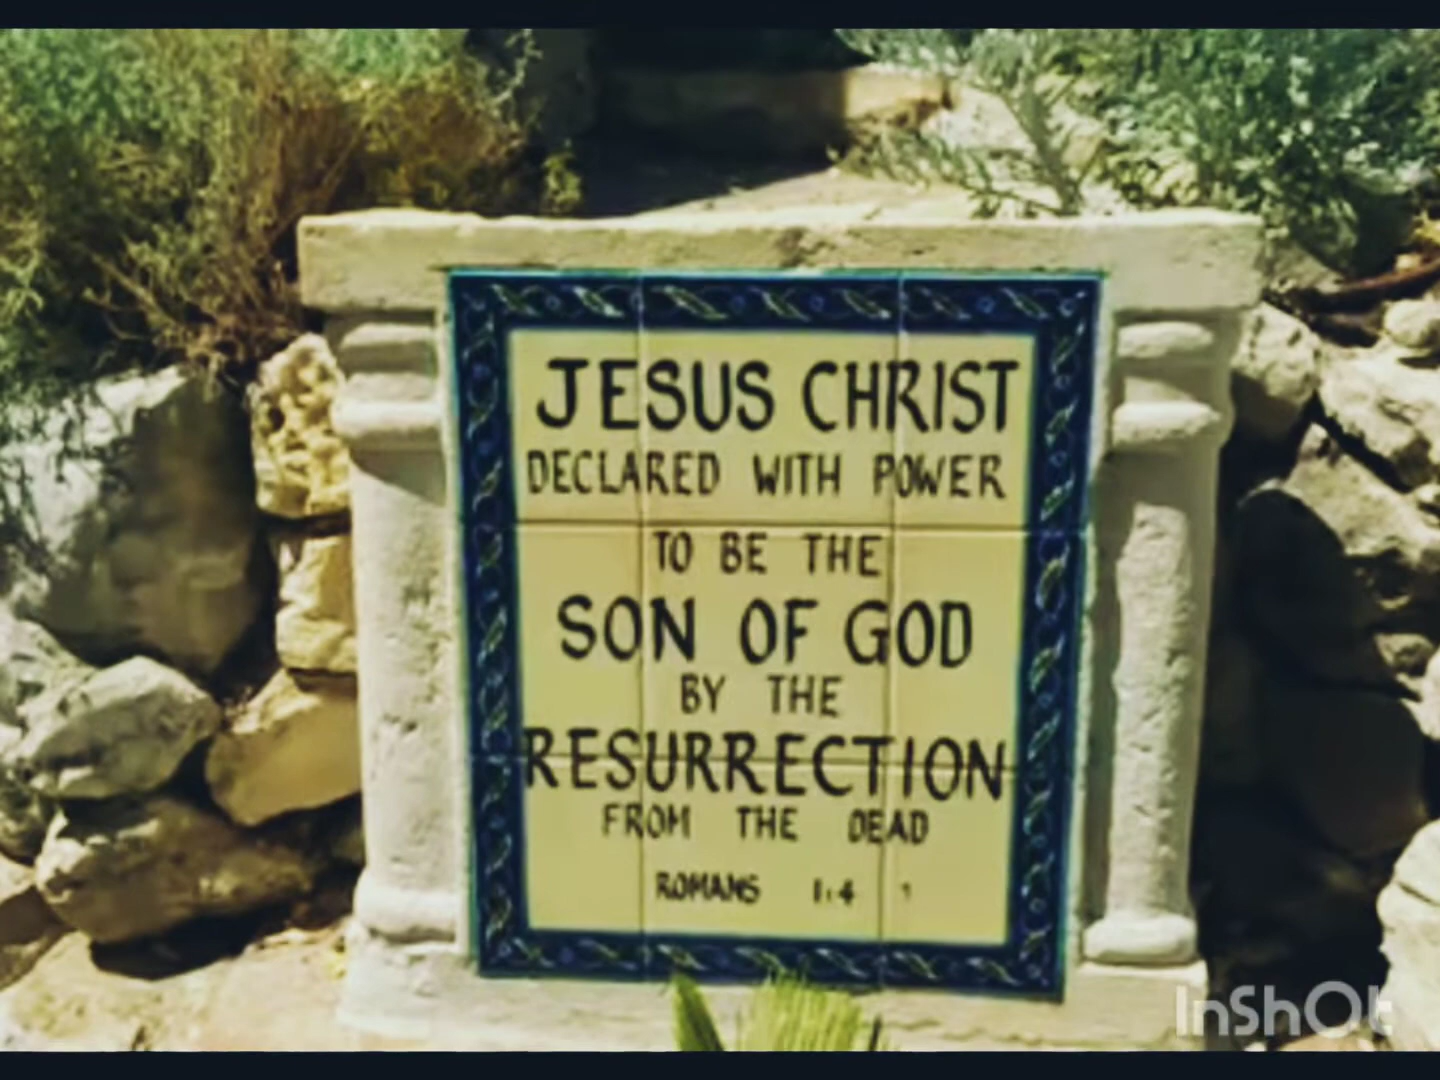 JESUS CHRIST
DECLARED WITH POWER
TO BE THE
SON OF GOD
BY THE
RESURRECTION
FROM THE DEAD
ROMANS 1:4
InShOt